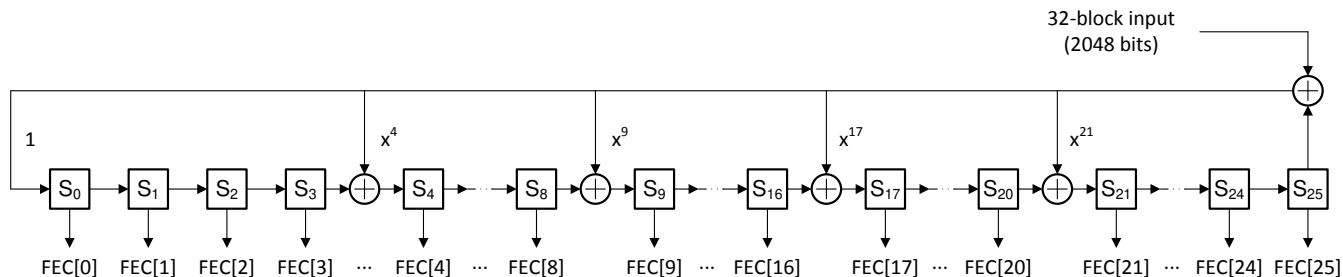 32-block input
(2048 bits)
1
x^4
x^9
x^17
x^21
S0 S1 S2 S3 S4 ... S8 S9 ... S16 S17 ... S20 S21 ... S24 S25
FEC[0] FEC[1] FEC[2] FEC[3] ... FEC[4] ... FEC[8] FEC[9] ... FEC[16] FEC[17] ... FEC[20] FEC[21] ... FEC[24] FEC[25]